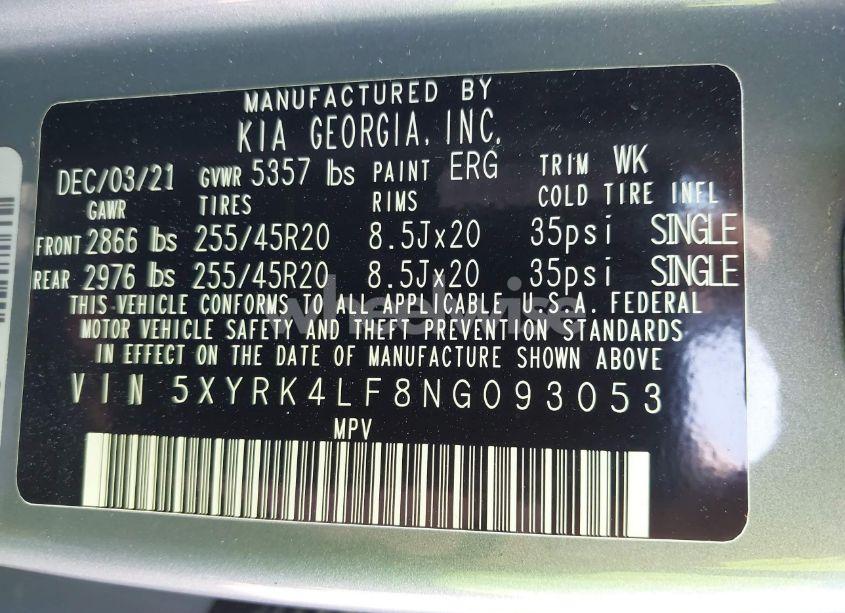 MANUFACTURED BY
KIA GEORGIA, INC.
DEC/03/21 GVWR 5357 lbs PAINT ERG TRIM WK
GAWR TIRES RIMS COLD TIRE INFL
FRONT 2866 lbs 255/45R20 8.5Jx20 35psi SINGLE
REAR 2976 lbs 255/45R20 8.5Jx20 35psi SINGLE
THIS VEHICLE CONFORMS TO ALL APPLICABLE U.S.A. FEDERAL
MOTOR VEHICLE SAFETY AND THEFT PREVENTION STANDARDS
IN EFFECT ON THE DATE OF MANUFACTURE SHOWN ABOVE
VIN 5XYRK4LF8NG093053
MPV
wheelwise